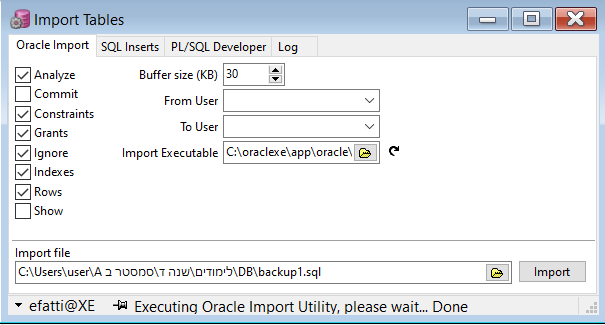 Import Tables
Oracle Import SQL Inserts PL/SQL Developer Log
Analyze Buffer size (KB) 30
Commit From User
Constraints
Grants To User
Ignore Import Executable C:\oraclexe\app\oracle\
Indexes
Rows
Show
Import file
C:\Users\user\A לימודים\שנה ד\סמסטר ב\DB\backup1.sql Import
efatti@XE Executing Oracle Import Utility, please wait... Done